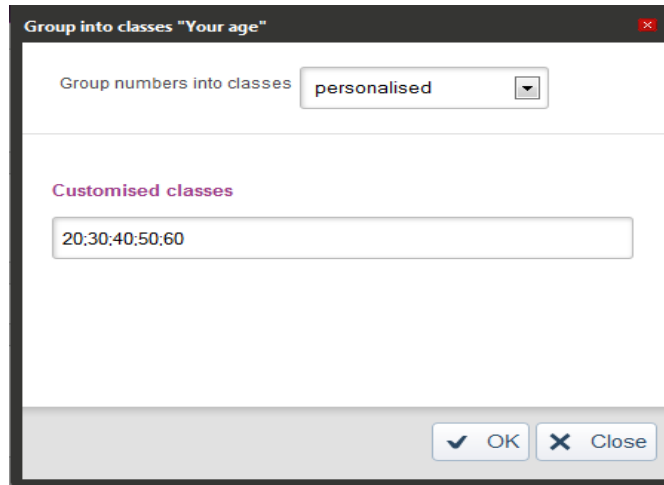 Group into classes "Your age"
Group numbers into classes personalised
Customised classes
20;30;40;50;60
OK Close